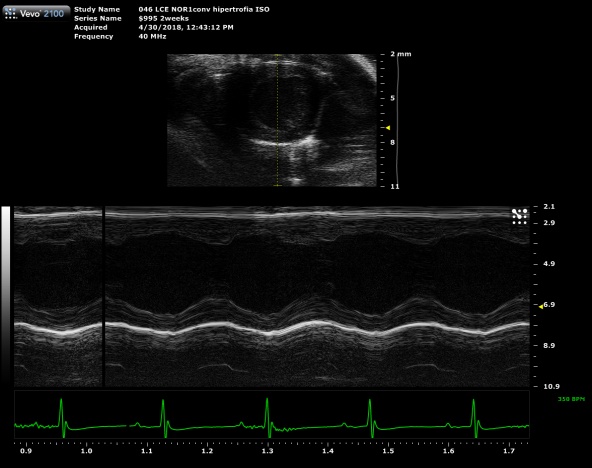 Vevo 2100
Study Name 046 LCE NOR1conv hipertrofia ISO
Series Name $995 2weeks
Acquired 4/30/2018, 12:43:12 PM
Frequency 40 MHz
2 mm
5
8
11
2.1
2.9
4.9
6.9
8.9
10.9
350 BPM
0.9 1.0 1.1 1.2 1.3 1.4 1.5 1.6 1.7